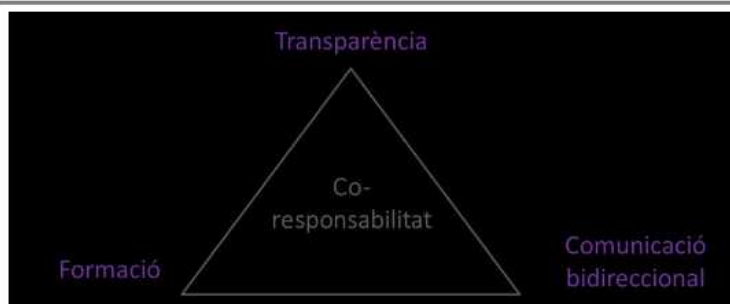 Transparència
Co-
responsabilitat
Formació
Comunicació
bidireccional